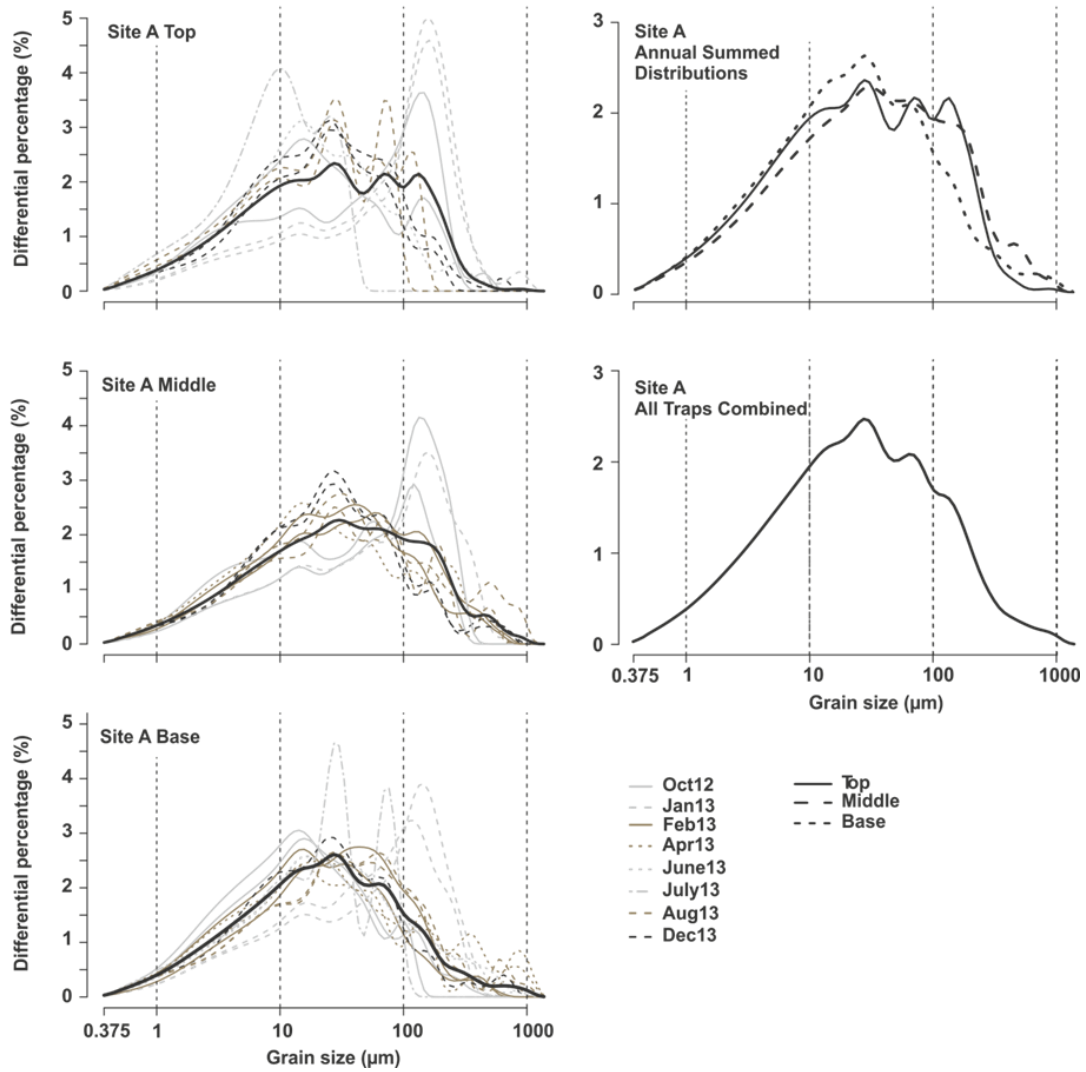 Site A Top
Differential percentage (%)
5
4
3
2
1
0
Site A
Annual Summed
Distributions
Differential percentage (%)
3
2
1
0
Site A Middle
Differential percentage (%)
5
4
3
2
1
0
Site A
All Traps Combined
3
2
1
0
0.375
1
10
100
1000
Grain size (µm)
Site A Base
Differential percentage (%)
5
4
3
2
1
0
0.375
1
10
100
1000
Grain size (µm)
Oct12
Jan13
Feb13
Apr13
June13
July13
Aug13
Dec13
Top
Middle
Base